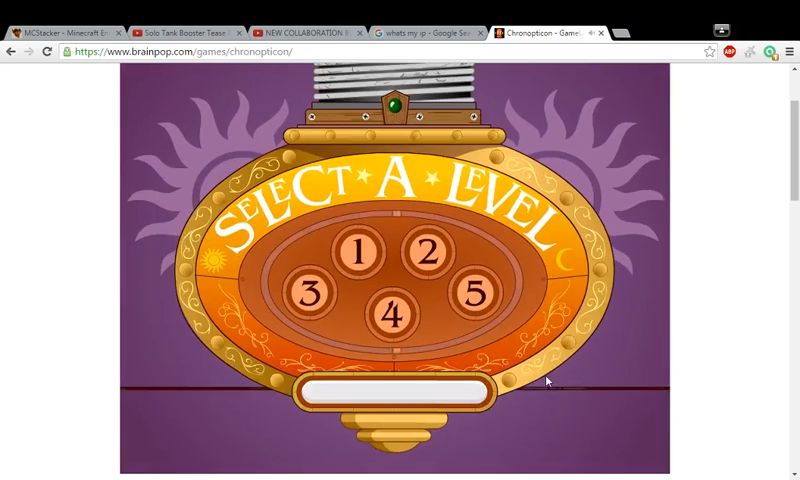 MCStacker - Minecraft En
Solo Tank Booster Tease
NEW COLLABORATION
whats my ip - Google Sea
Chronopticon - Game
https://www.brainpop.com/games/chronopticon/
ABP
SELECT A LEVEL
1 2
3 4 5